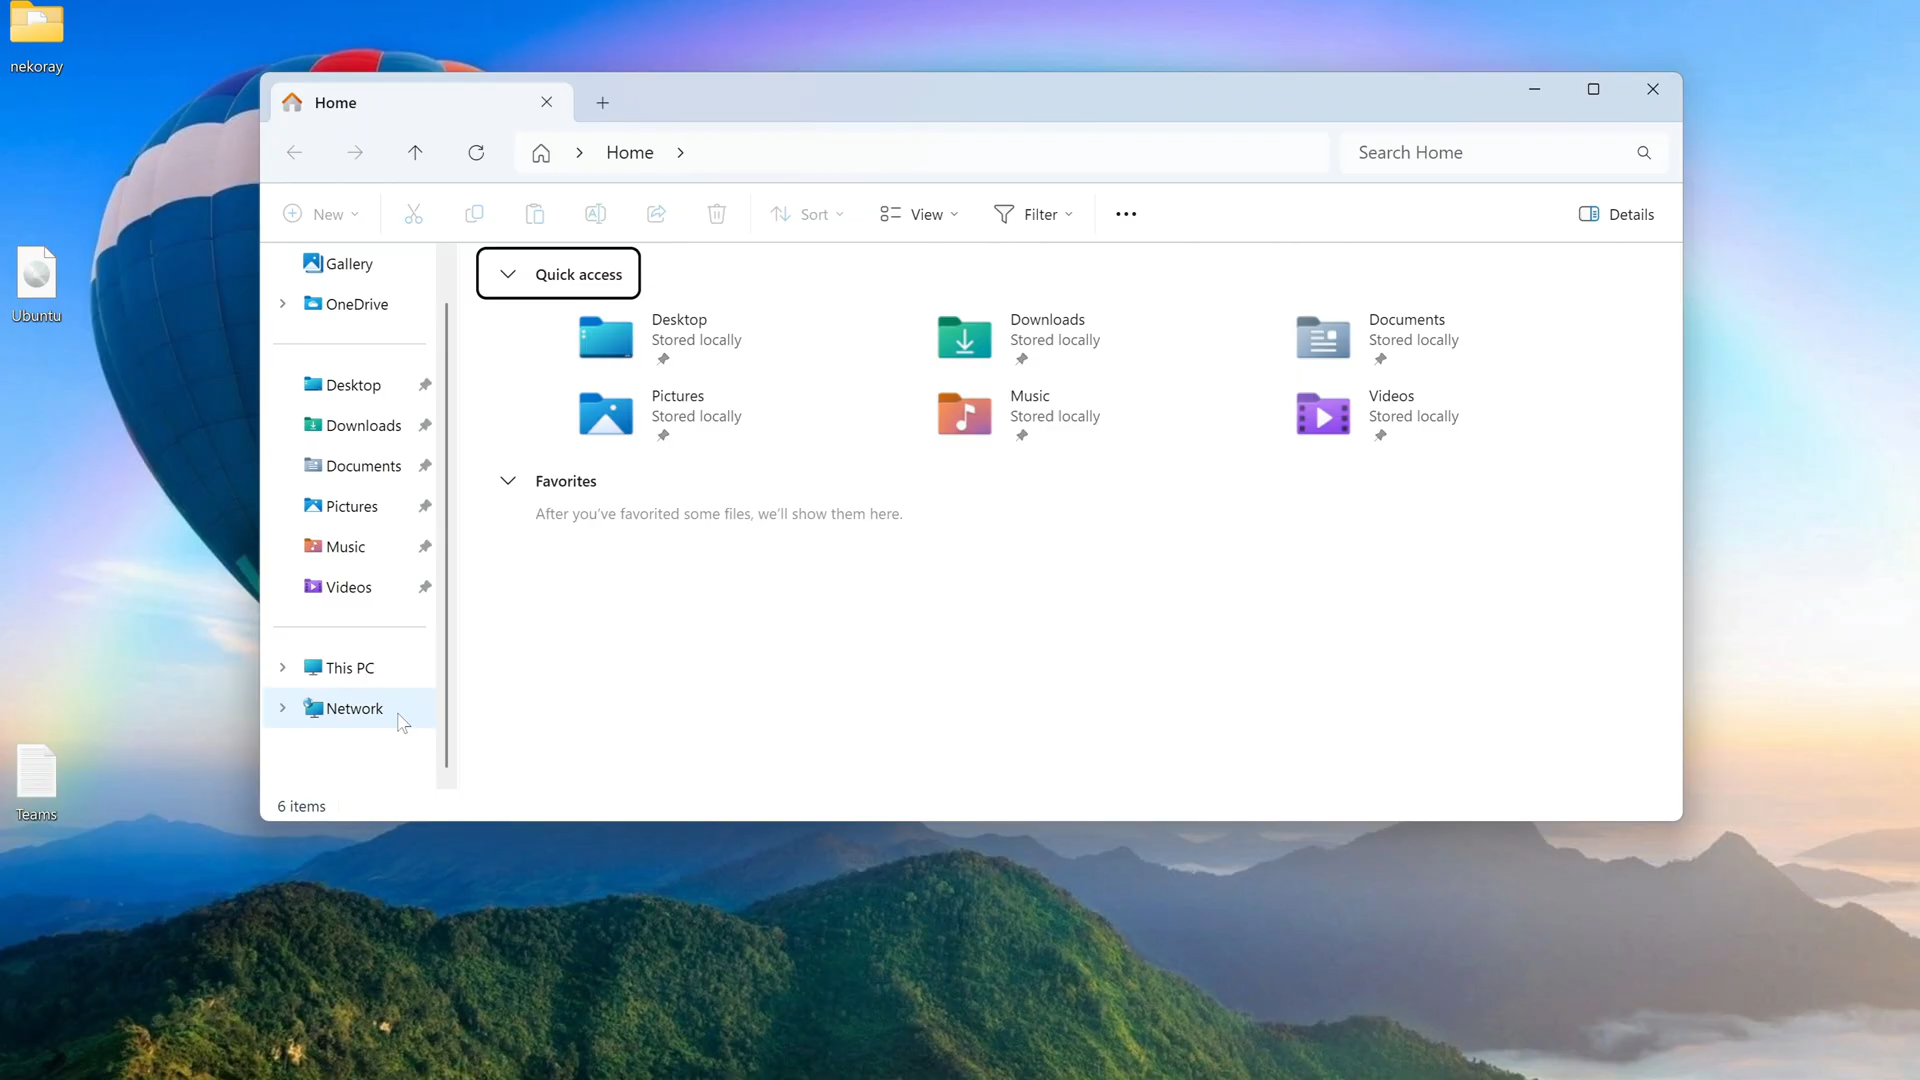 nekoray
Ubuntu
Teams
Home
Home
Search Home
New
Sort
View
Filter
Details
Gallery
OneDrive
Desktop
Downloads
Documents
Pictures
Music
Videos
This PC
Network
Quick access
Desktop
Stored locally
Downloads
Stored locally
Documents
Stored locally
Pictures
Stored locally
Music
Stored locally
Videos
Stored locally
Favorites
After you've favorited some files, we'll show them here.
6 items